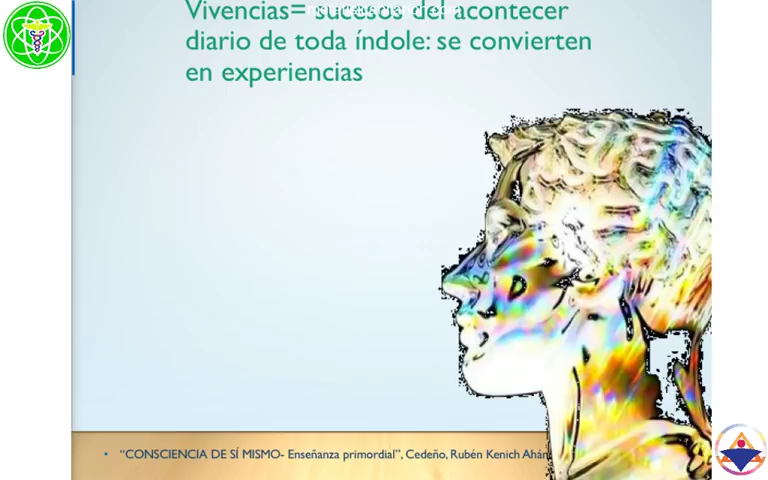 Vivencias= sucesos del acontecer
diario de toda índole: se convierten
en experiencias
• “CONSCIENCIA DE SÍ MISMO- Enseñanza primordial”, Cedeño, Rubén Kenich Ahán